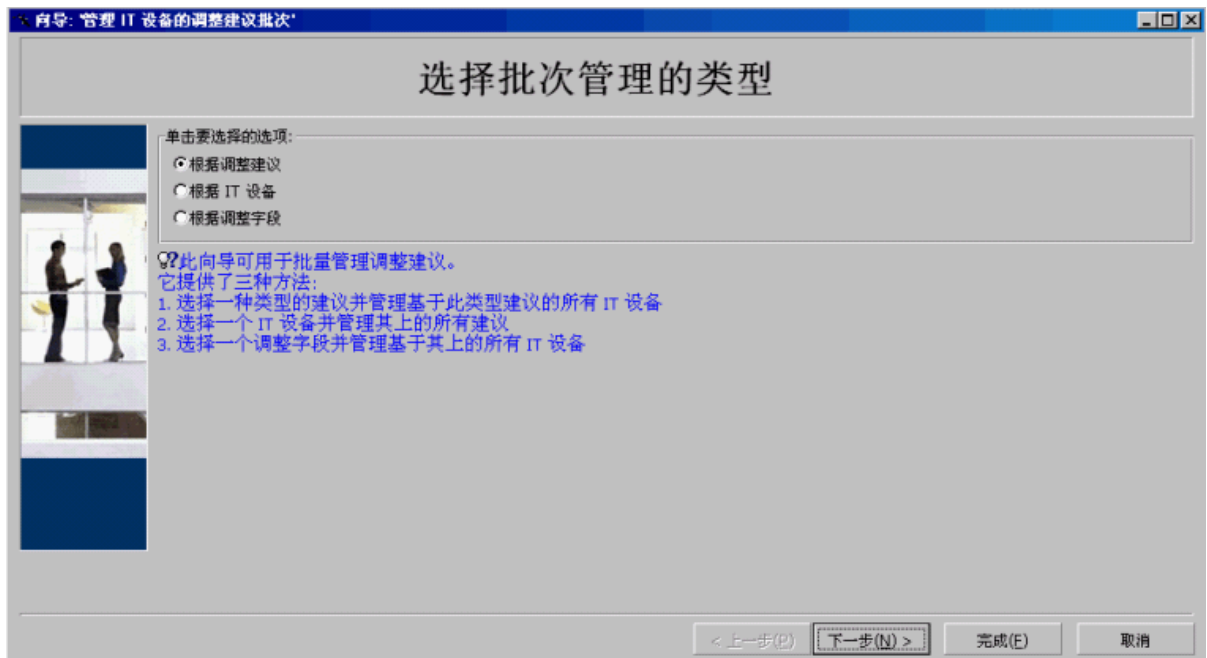 向导: '管理 IT 设备的调整建议批次'
选择批次管理的类型
单击要选择的选项:
根据调整建议
根据 IT 设备
根据调整字段
此向导可用于批量管理调整建议。
它提供了三种方法:
1. 选择一种类型的建议并管理基于此类型建议的所有 IT 设备
2. 选择一个 IT 设备并管理其上的所有建议
3. 选择一个调整字段并管理基于其上的所有 IT 设备
< 上一步(P) 下一步(N) > 完成(F) 取消